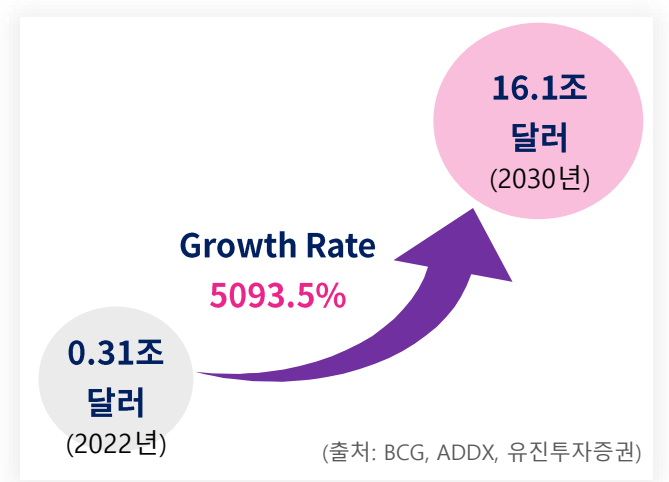 16.1조
달러
(2030년)
Growth Rate
5093.5%
0.31조
달러
(2022년)
(출처: BCG, ADDX, 유진투자증권)